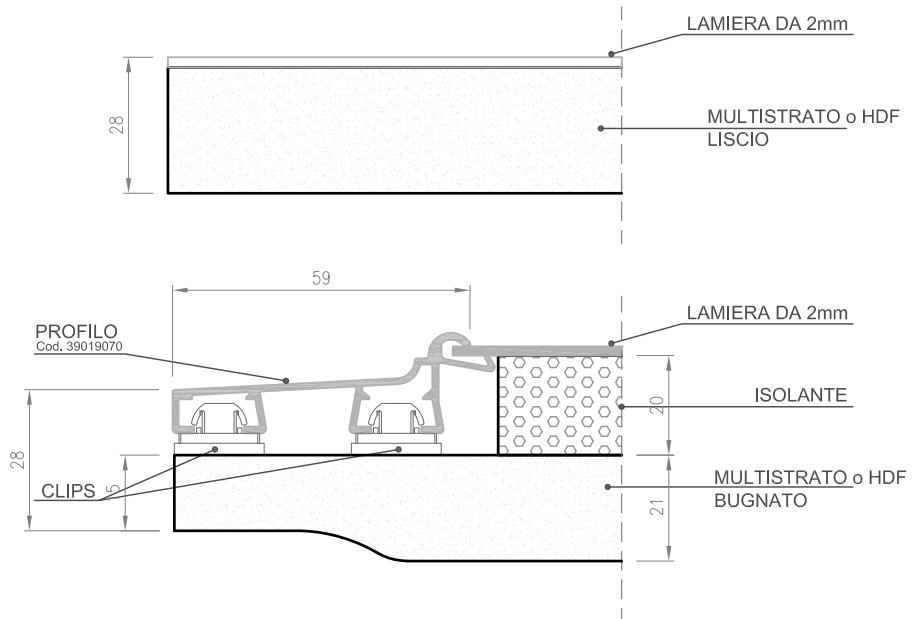 LAMIERA DA 2mm
28
MULTISTRATO o HDF
LISCIO
59
LAMIERA DA 2mm
PROFILO
Cod. 39019070
ISOLANTE
20
28
CLIPS
15
MULTISTRATO o HDF
BUGNATO
21